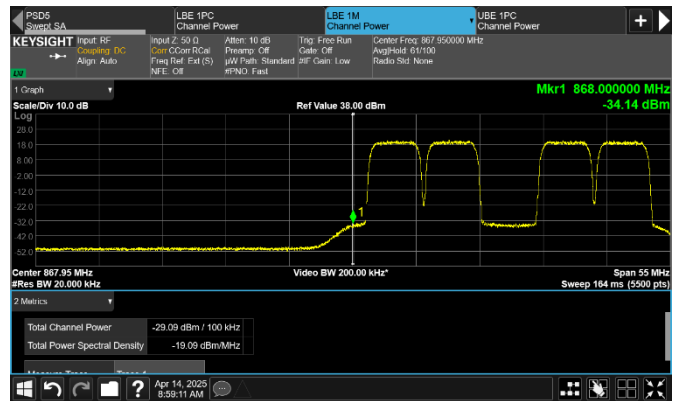 PSD5
Swept SA
LBE 1PC
Channel Power
LBE 1M
Channel Power
UBE 1PC
Channel Power
KEYSIGHT
Input: RF
Coupling: DC
Align: Auto
Input Z: 50 Ω
Corr CCorr RCal
Freq Ref: Ext (S)
NFE: Off
Atten: 10 dB
Preamp: Off
µW Path: Standard
#PNO: Fast
Trig: Free Run
Gate: Off
#IF Gain: Low
Center Freq: 867.950000 MHz
Avg|Hold: 61/100
Radio Std: None
LXI
1 Graph
Mkr1 868.000000 MHz
Scale/Div 10.0 dB
Ref Value 38.00 dBm
-34.14 dBm
Log
28.0
18.0
8.00
-2.00
-12.0
-22.0
-32.0
-42.0
-52.0
1
Center 867.95 MHz
Video BW 200.00 kHz*
Span 55 MHz
#Res BW 20.000 kHz
Sweep 164 ms (5500 pts)
2 Metrics
Total Channel Power
-29.09 dBm / 100 kHz
Total Power Spectral Density
-19.09 dBm/MHz
?
Apr 14, 2025
8:59:11 AM